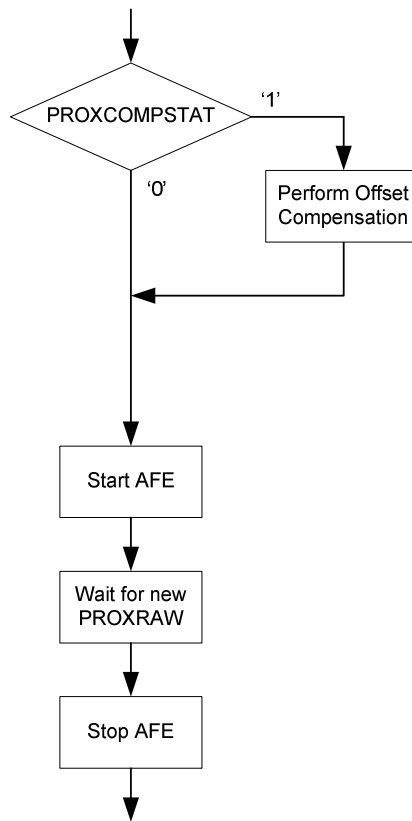 PROXCOMPSTAT
‘1’
‘0’
Perform Offset
Compensation
Start AFE
Wait for new
PROXRAW
Stop AFE